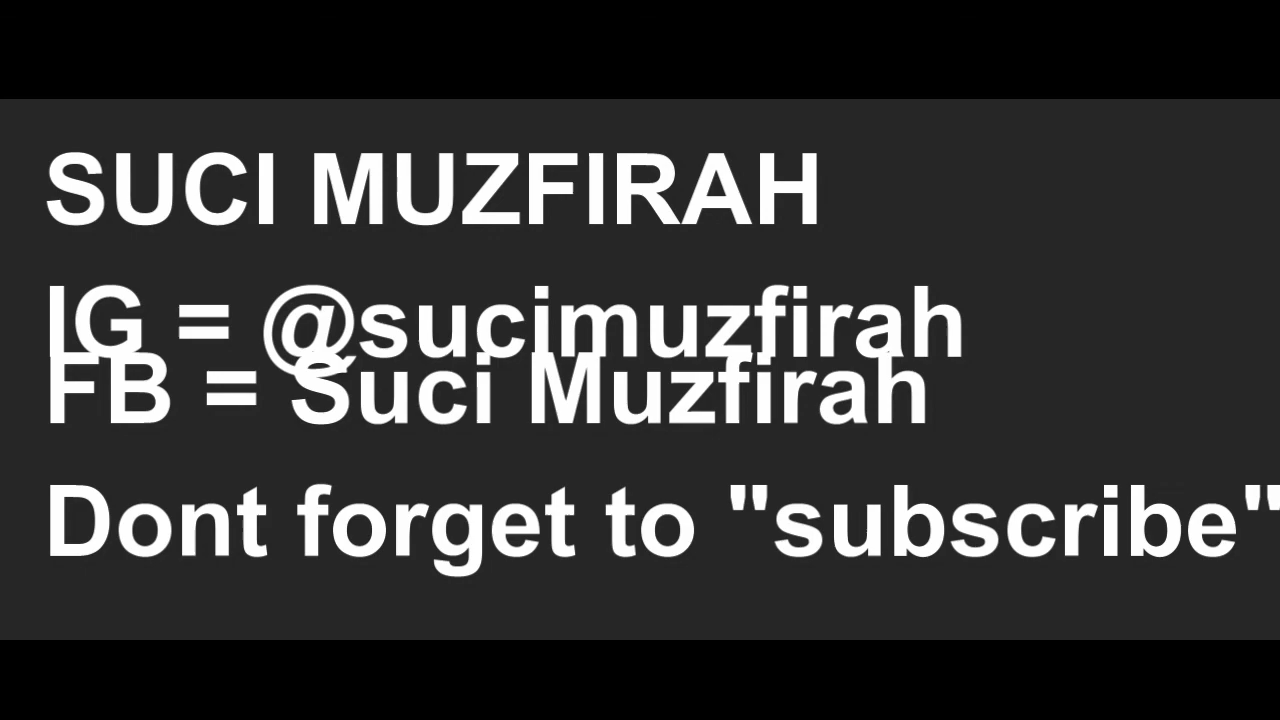 SUCI MUZFIRAH
IG = @sucimuzfirah
FB = Suci Muzfirah
Dont forget to "subscribe"